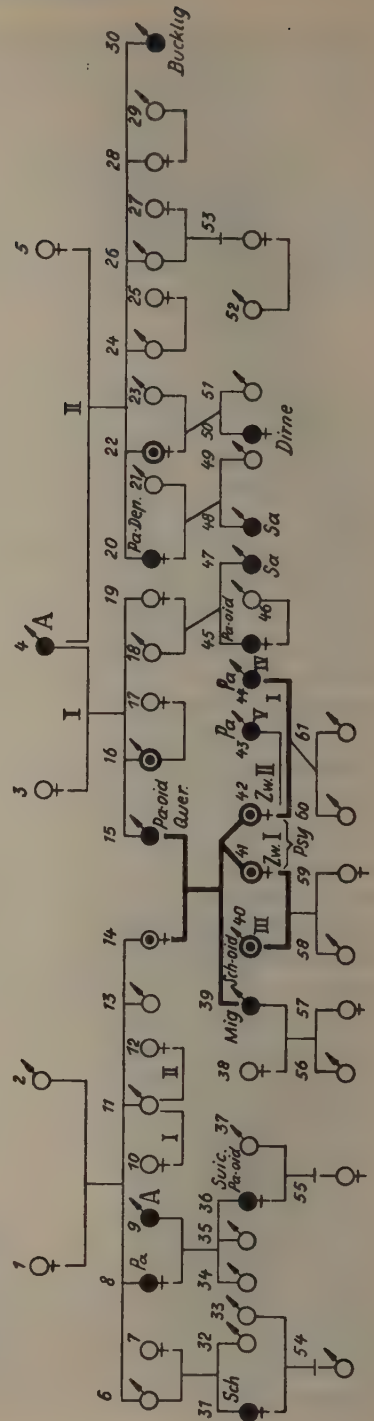 1 2 3 4 A 5
I II
6 7 8 9 A 10 11 12 13 14 15 16 17 18 19 20 21 22 23 24 25 26 27 28 29 30
Pa
I II
Pa-oid
Quer.
Pa-Dep.
Bucklig
31 32 33 34 35 36 37 38 39 40 41 42 43 44 45 46 47 48 49 50 51 52 53
Sch
Suic.
Pa-oid
Mig
Sch-oid
III
Zw.I
Zw.II
Psy
Pa
V
Pa
IV
I
Pa-oid
Sa
Sa
Dirne
54 55 56 57 58 59 60 61